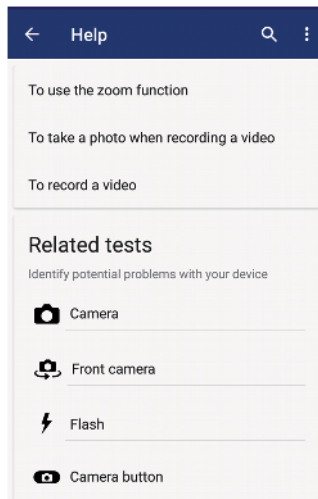 Help
To use the zoom function
To take a photo when recording a video
To record a video
Related tests
Identify potential problems with your device
Camera
Front camera
Flash
Camera button